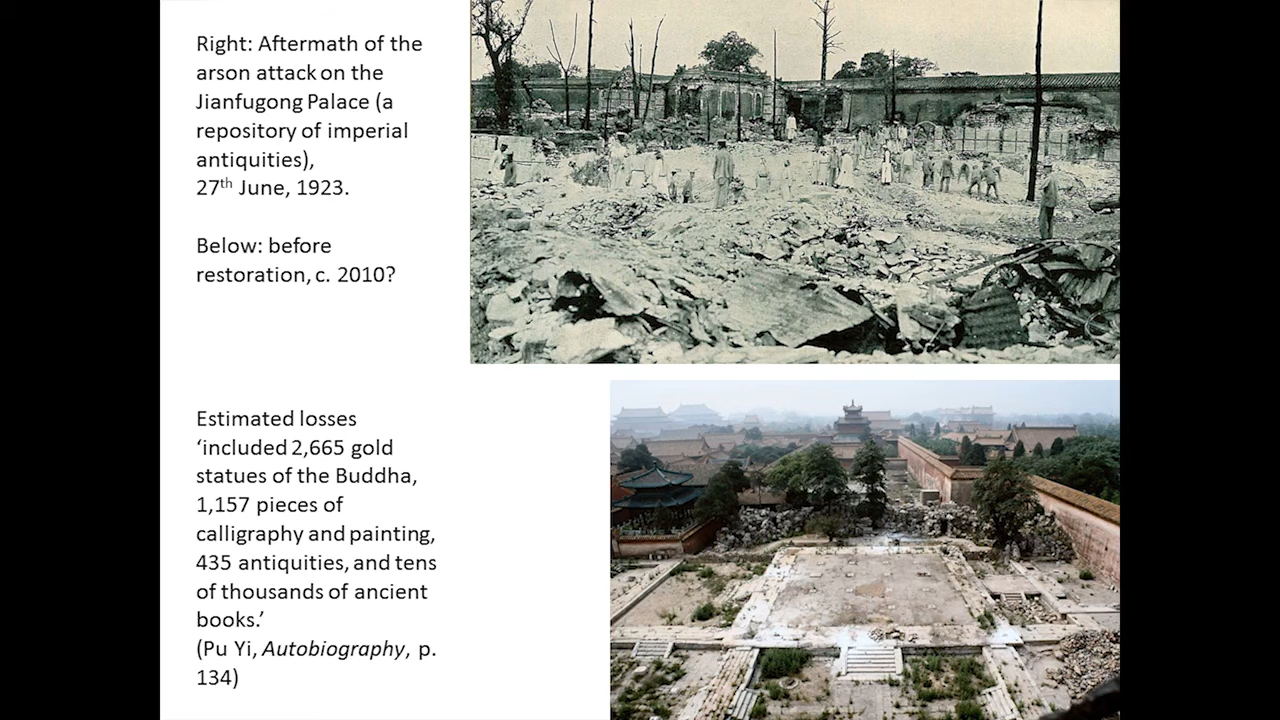 Right: Aftermath of the
arson attack on the
Jianfugong Palace (a
repository of imperial
antiquities),
27th June, 1923.
Below: before
restoration, c. 2010?
Estimated losses
‘included 2,665 gold
statues of the Buddha,
1,157 pieces of
calligraphy and painting,
435 antiquities, and tens
of thousands of ancient
books.’
(Pu Yi, Autobiography, p.
134)